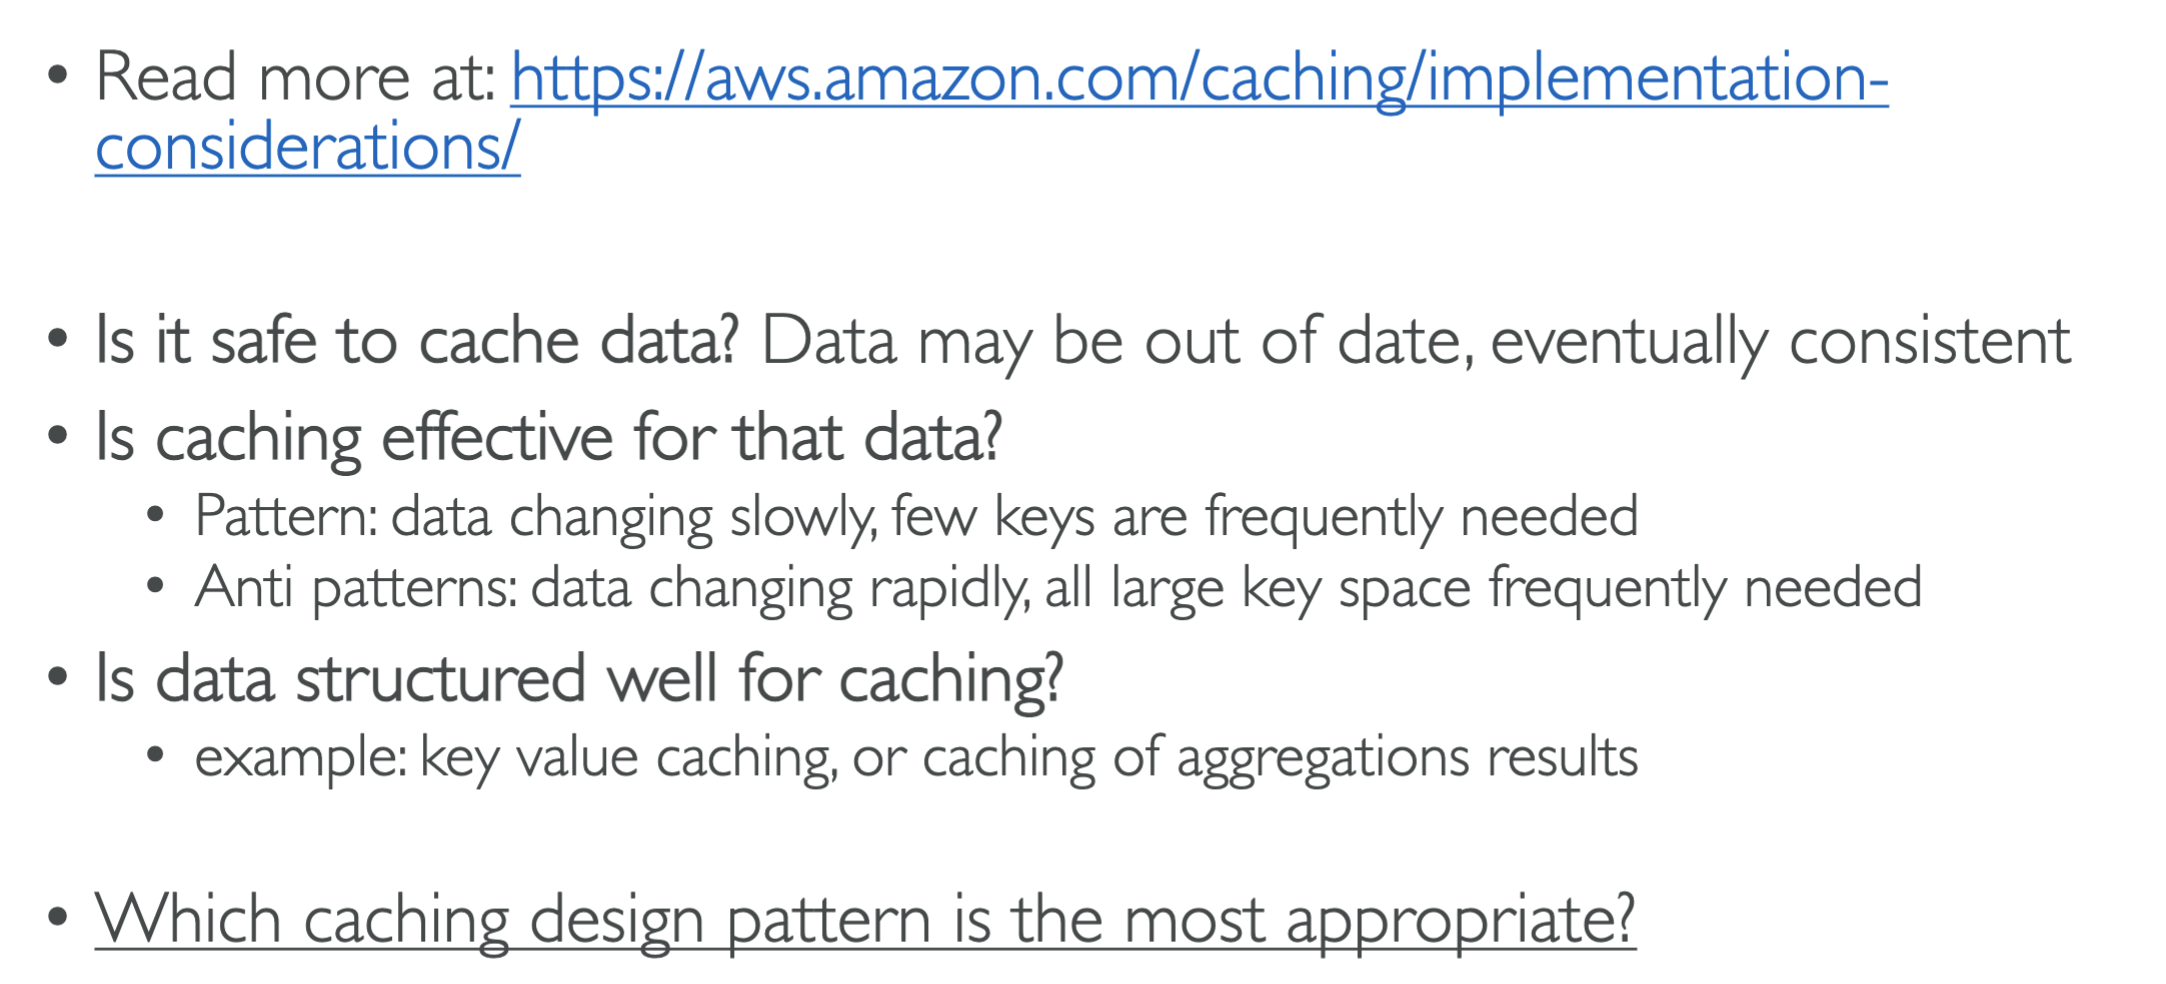 • Read more at: https://aws.amazon.com/caching/implementation-
considerations/
• Is it safe to cache data? Data may be out of date, eventually consistent
• Is caching effective for that data?
• Pattern: data changing slowly, few keys are frequently needed
• Anti patterns: data changing rapidly, all large key space frequently needed
• Is data structured well for caching?
• example: key value caching, or caching of aggregations results
• Which caching design pattern is the most appropriate?